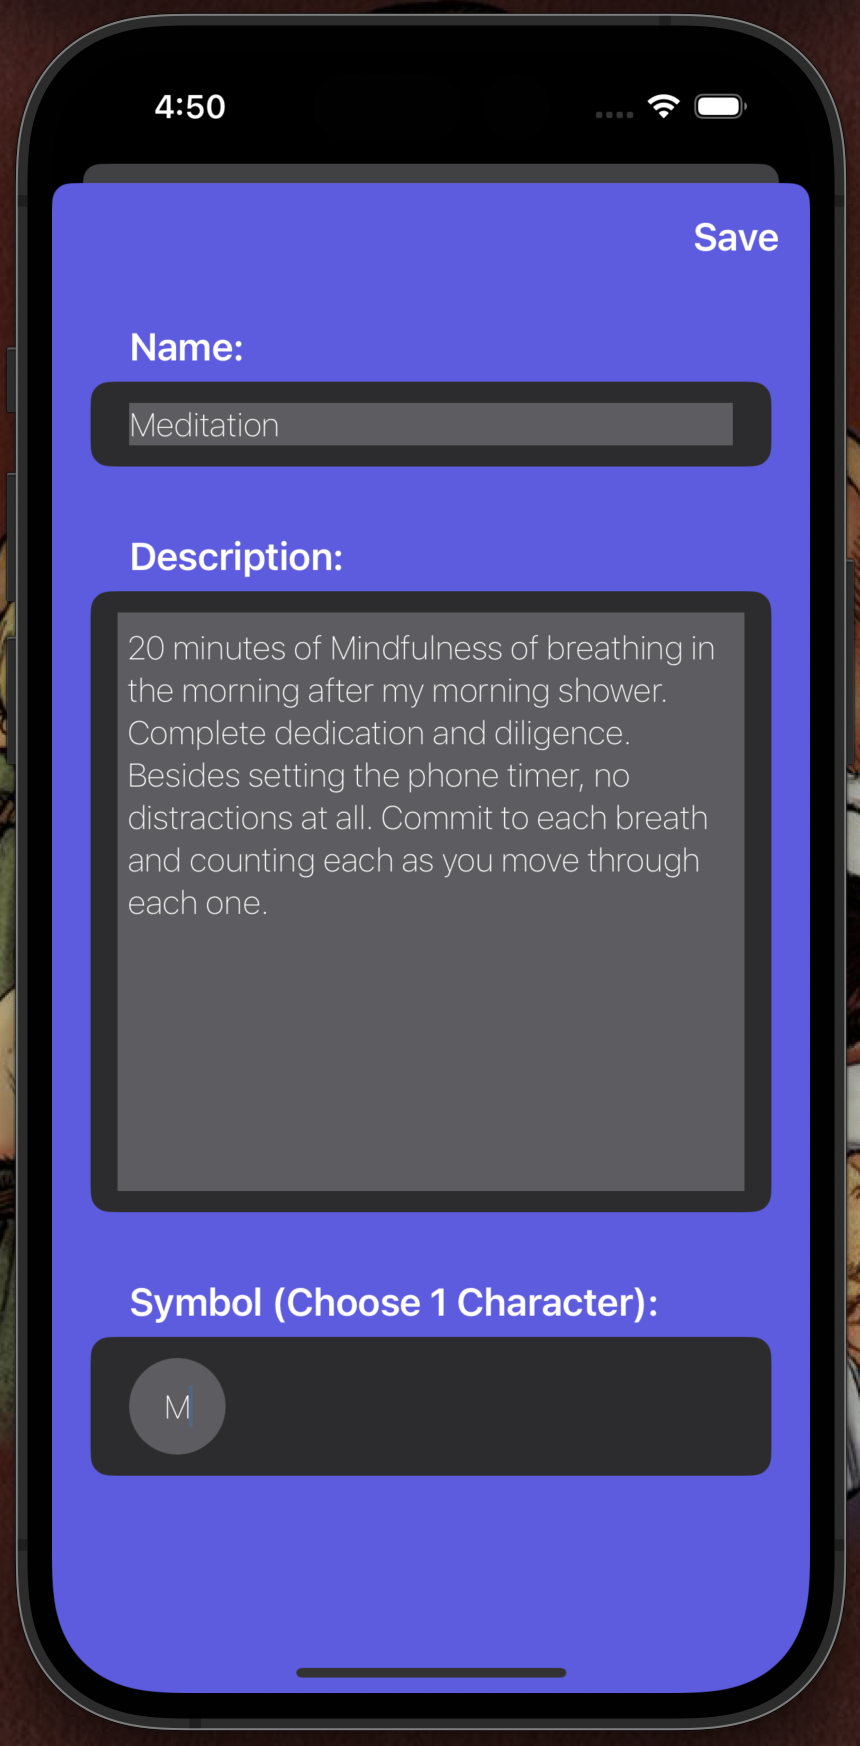 4:50
Save
Name:
Meditation
Description:
20 minutes of Mindfulness of breathing in
the morning after my morning shower.
Complete dedication and diligence.
Besides setting the phone timer, no
distractions at all. Commit to each breath
and counting each as you move through
each one.
Symbol (Choose 1 Character):
M